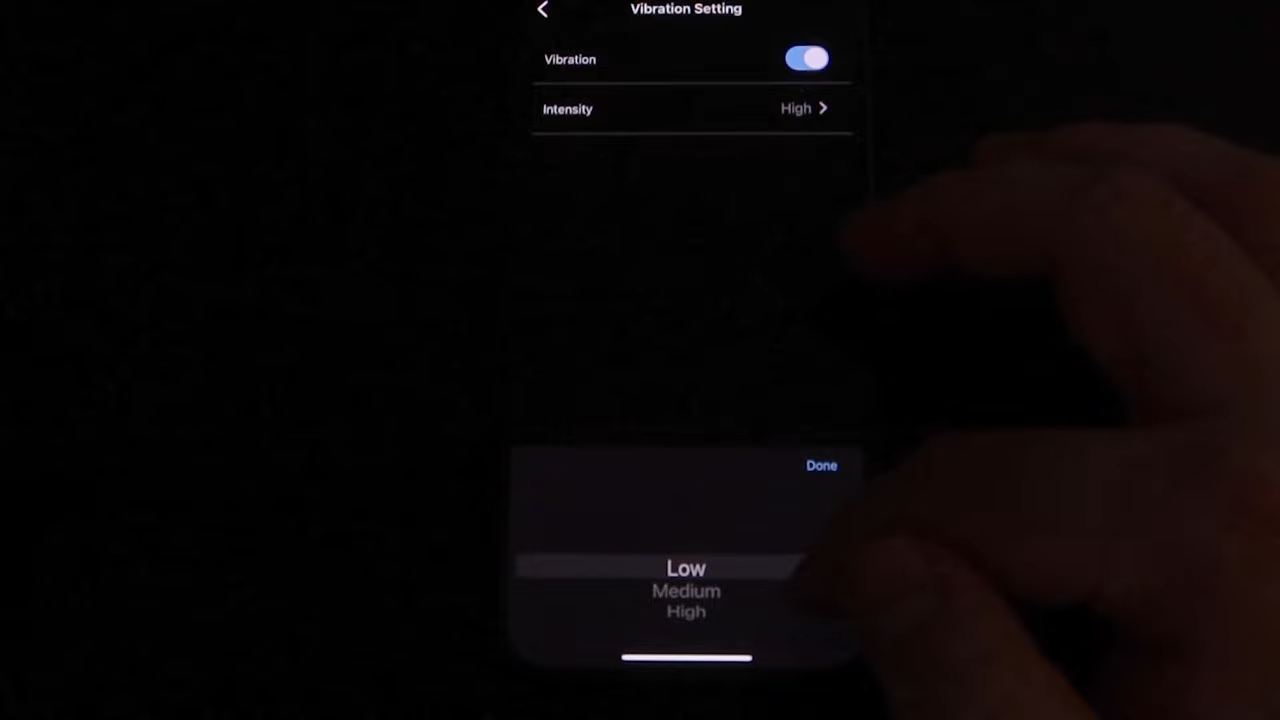 Vibration Setting
Vibration
Intensity High
Done
Low
Medium
High